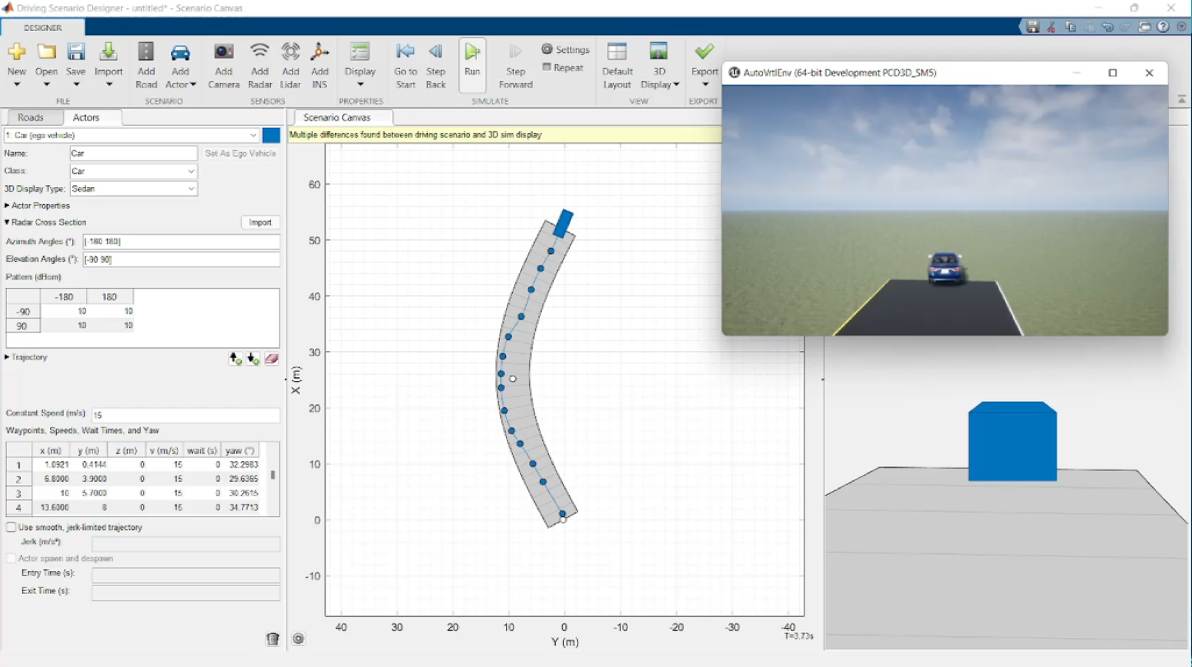 Driving Scenario Designer - untitled* - Scenario Canvas
DESIGNER
New Open Save Import Add Road Add Actor Add Camera Add Radar Add Lidar Add INS Display Go to Start Step Back Run Step Forward Settings Repeat Default Layout 3D Display Export
FILE SCENARIO SENSORS PROPERTIES SIMULATE VIEW EXPORT
AutoVrtlEnv (64-bit Development PCD3D_SM5)
Roads Actors
Scenario Canvas
1: Car (ego vehicle)
Multiple differences found between driving scenario and 3D sim display
Name: Car Set As Ego Vehicle
Class: Car
3D Display Type: Sedan
Actor Properties
Radar Cross Section Import
Azimuth Angles (°): [-180 180]
Elevation Angles (°): [-90 90]
Pattern (dBsm):
-180 180
-90 10 10
90 10 10
Trajectory
Constant Speed (m/s): 15
Waypoints, Speeds, Wait Times, and Yaw
x (m) y (m) z (m) v (m/s) wait (s) yaw (°)
1 1.0921 0.4144 0 15 0 32.2983
2 6.8000 3.9000 0 15 0 29.6365
3 10 5.7000 0 15 0 30.2615
4 13.6000 8 0 15 0 34.7713
Use smooth, jerk-limited trajectory
Jerk (m/s³):
Actor spawn and despawn
Entry Time (s):
Exit Time (s):
60
50
40
30
20
10
0
-10
X (m)
40 30 20 10 0 -10 -20 -30 -40
Y (m)
T=3.73s